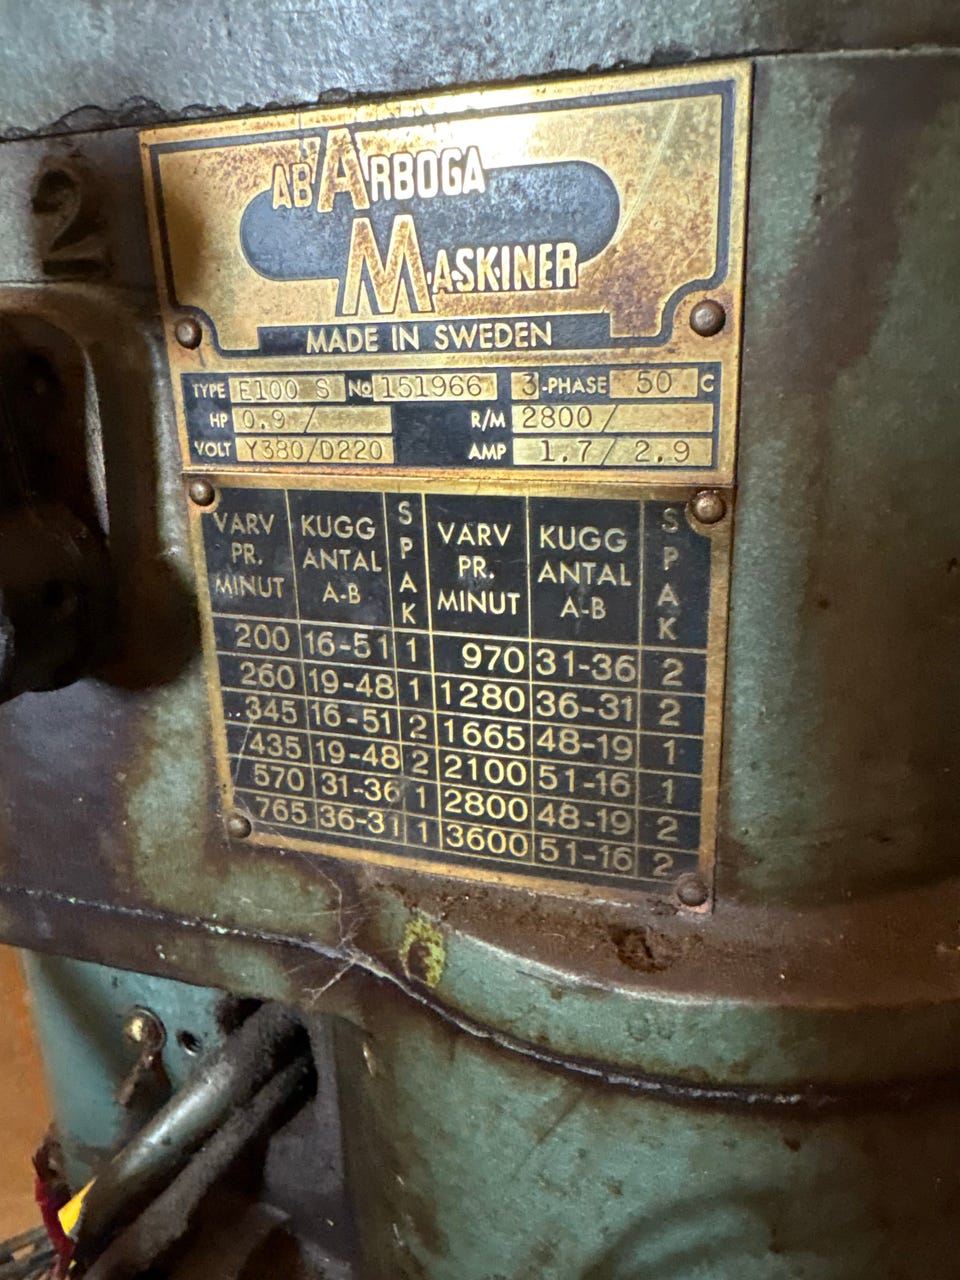 2
AB ARBOGA
MASKINER
MADE IN SWEDEN
TYPE E100 S No 151966 3-PHASE 50 C
HP 0.9/ R/M 2800/
VOLT Y380/D220 AMP 1.7/2.9
VARV PR. MINUT KUGG ANTAL A-B SPAK VARV PR. MINUT KUGG ANTAL A-B SPAK
200 16-51 1 970 31-36 2
260 19-48 1 1280 36-31 2
345 16-51 2 1665 48-19 1
435 19-48 2 2100 51-16 1
570 31-36 1 2800 48-19 2
765 36-31 1 3600 51-16 2